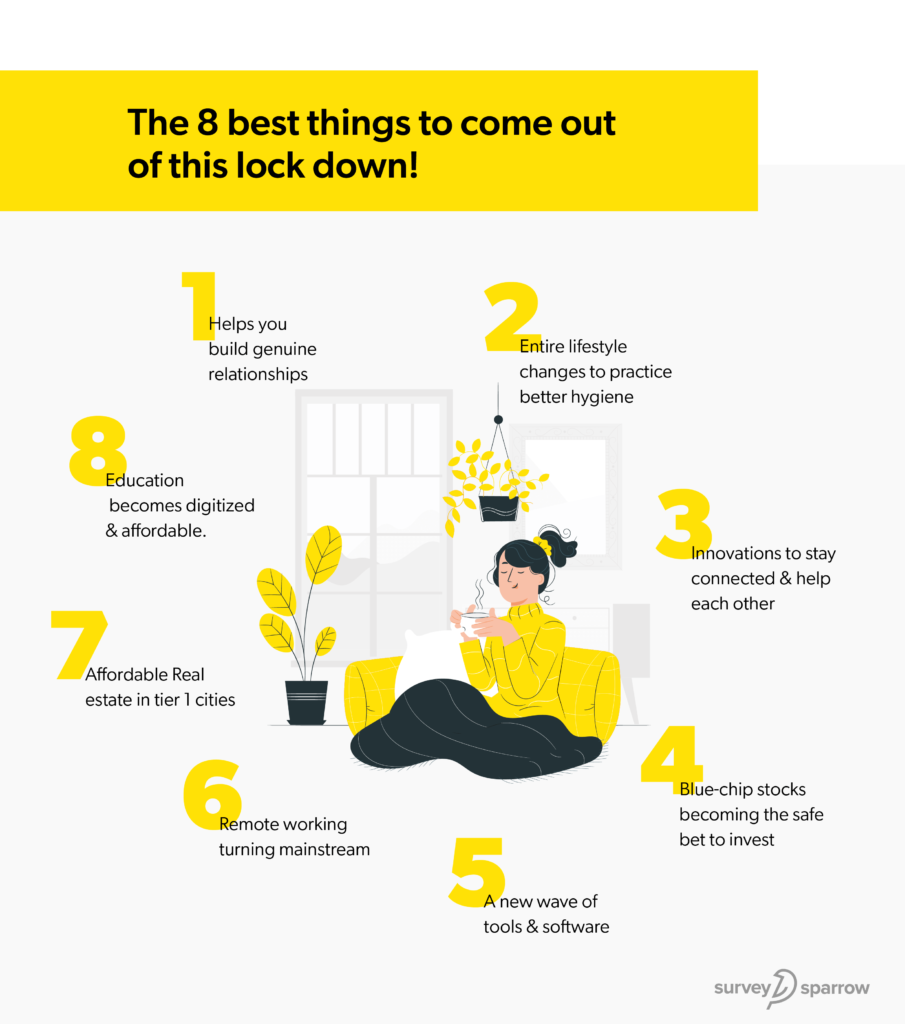 The 8 best things to come out
of this lock down!
1
Helps you
build genuine
relationships
2
Entire lifestyle
changes to practice
better hygiene
3
Innovations to stay
connected & help
each other
4
Blue-chip stocks
becoming the safe
bet to invest
5
A new wave of
tools & software
6
Remote working
turning mainstream
7
Affordable Real
estate in tier 1 cities
8
Education
becomes digitized
& affordable.
survey sparrow